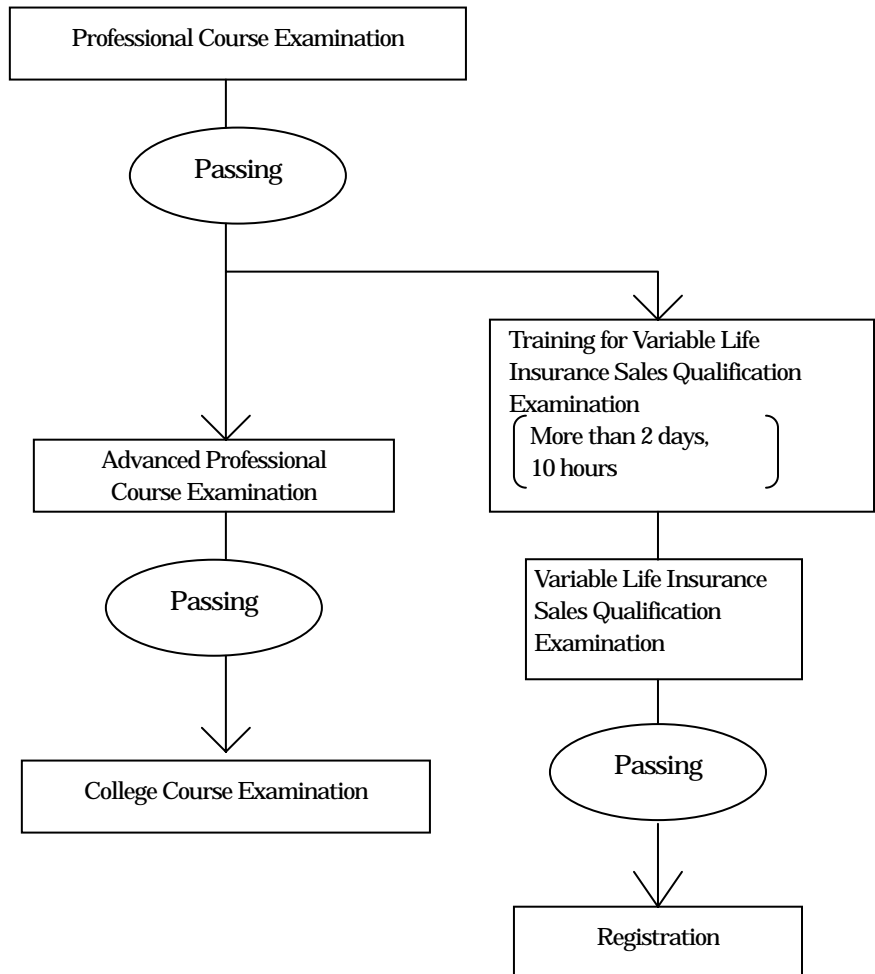 Professional Course Examination
Passing
Training for Variable Life
Insurance Sales Qualification
Examination
More than 2 days,
10 hours
Advanced Professional
Course Examination
Passing
Variable Life Insurance
Sales Qualification
Examination
Passing
College Course Examination
Registration